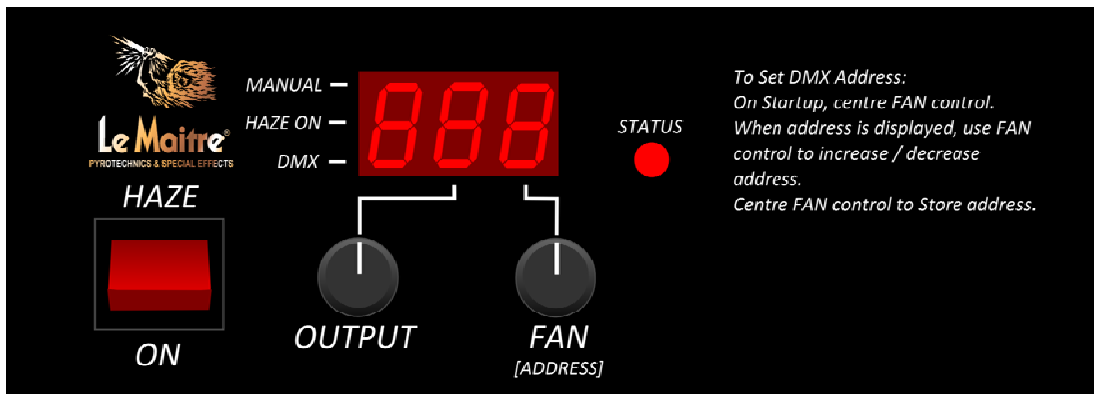 Le Maitre®
PYROTECHNICS & SPECIAL EFFECTS
HAZE
ON
MANUAL –
HAZE ON –
DMX –
888
OUTPUT
FAN
[ADDRESS]
STATUS
To Set DMX Address:
On Startup, centre FAN control.
When address is displayed, use FAN
control to increase / decrease
address.
Centre FAN control to Store address.